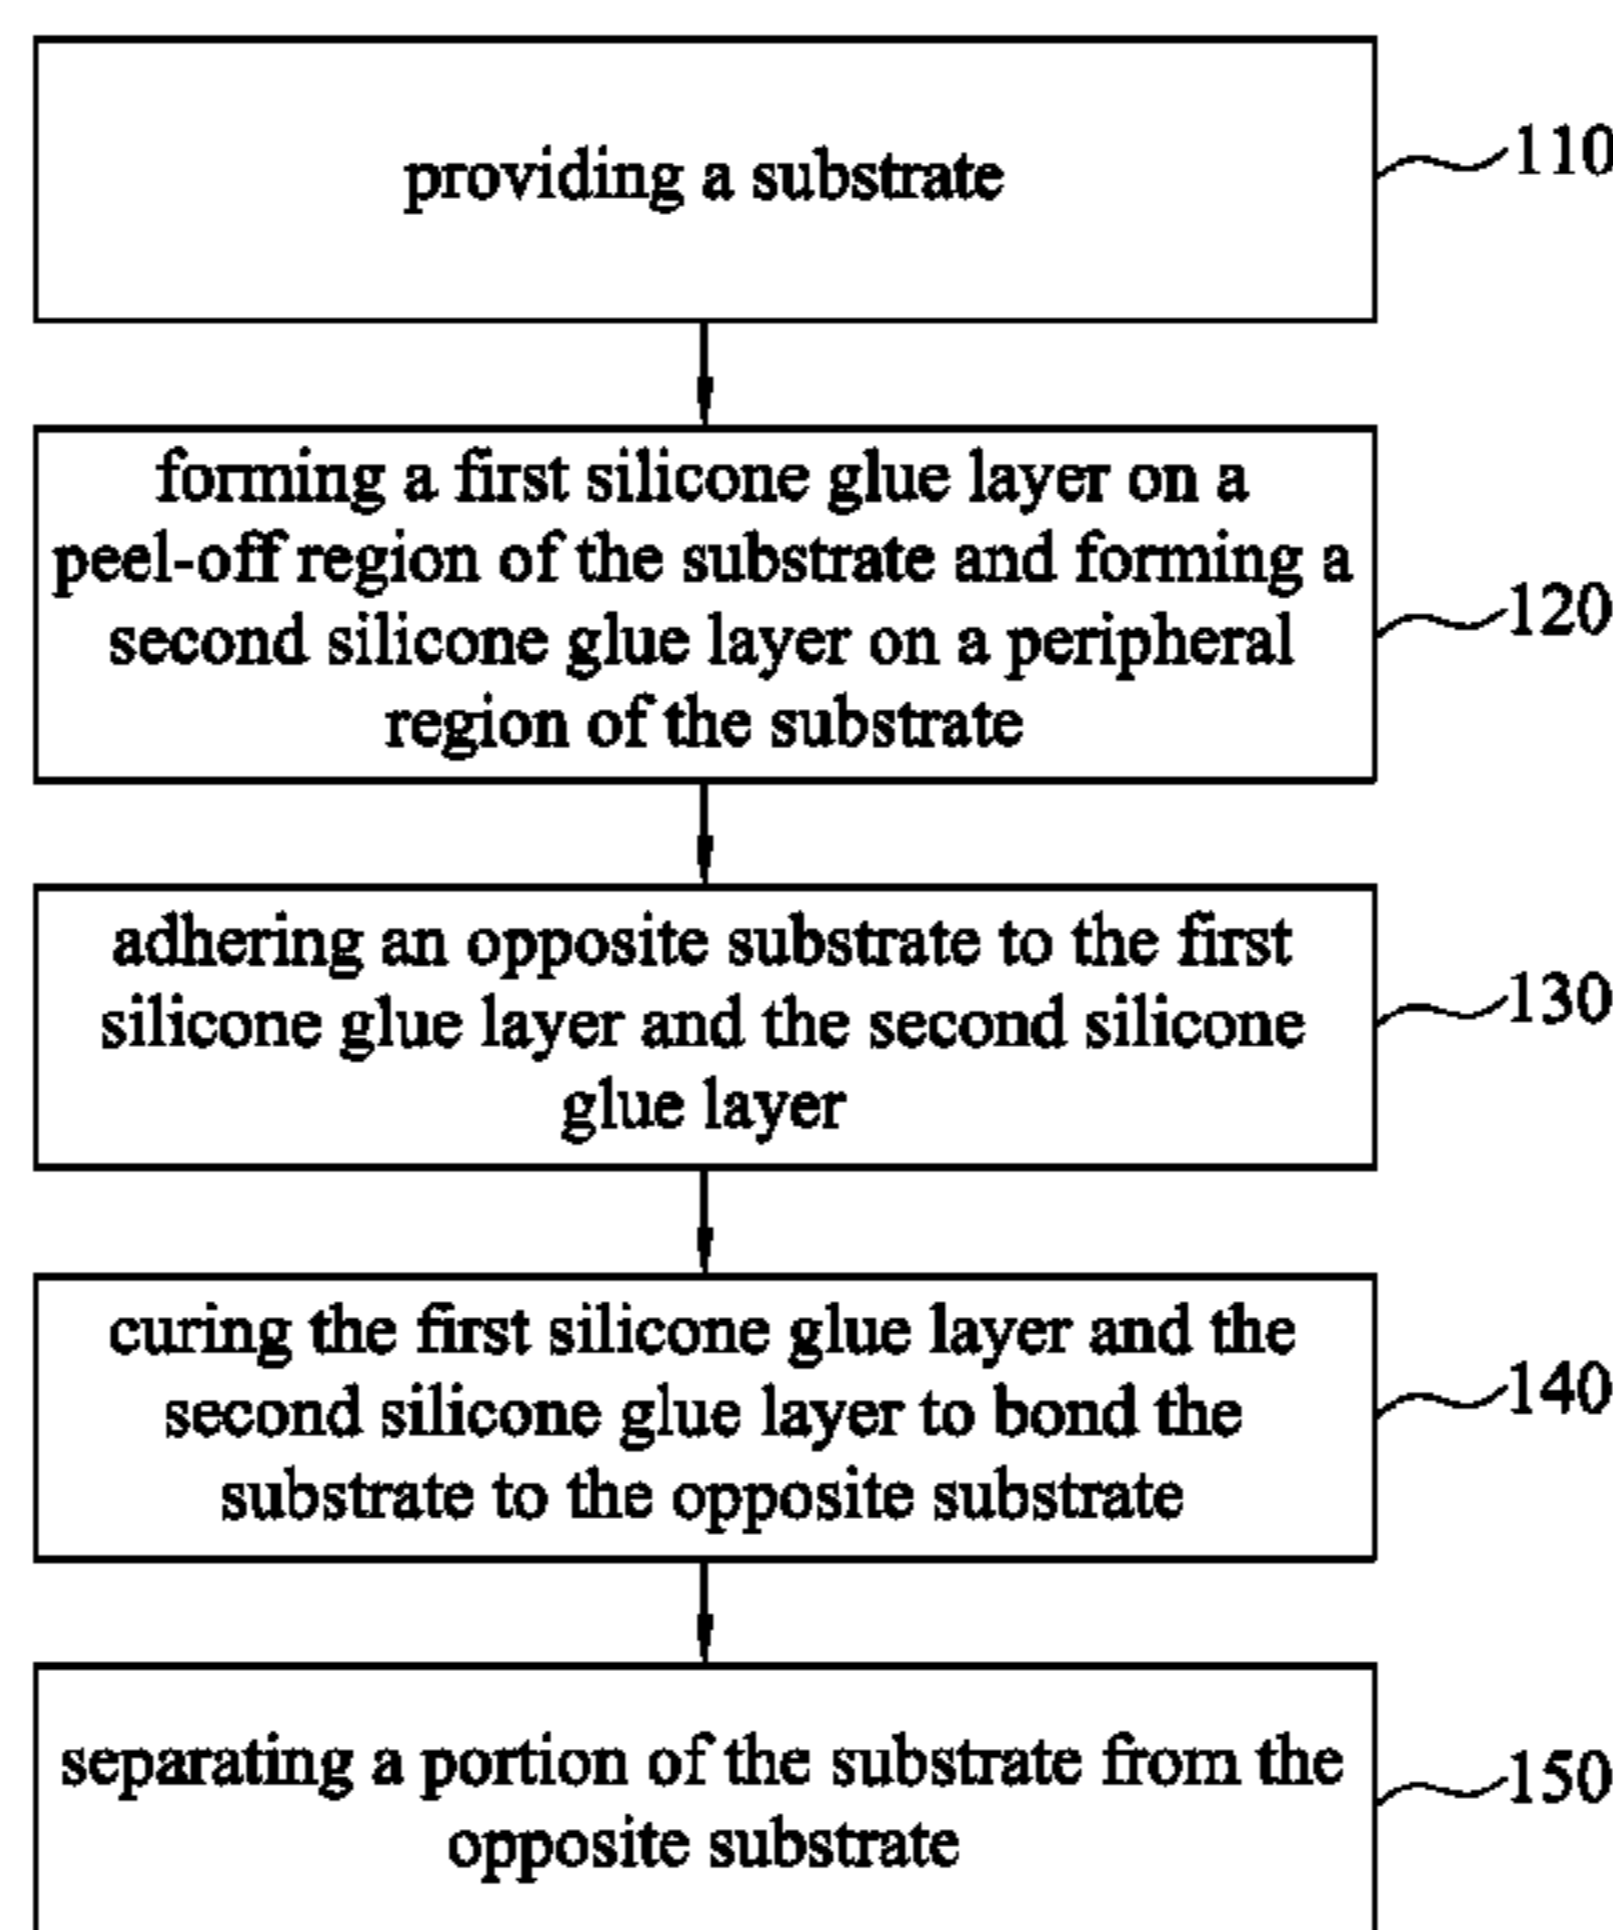 providing a substrate
110
forming a first silicone glue layer on a
peel-off region of the substrate and forming a
second silicone glue layer on a peripheral
region of the substrate
120
adhering an opposite substrate to the first
silicone glue layer and the second silicone
glue layer
130
curing the first silicone glue layer and the
second silicone glue layer to bond the
substrate to the opposite substrate
140
separating a portion of the substrate from the
opposite substrate
150